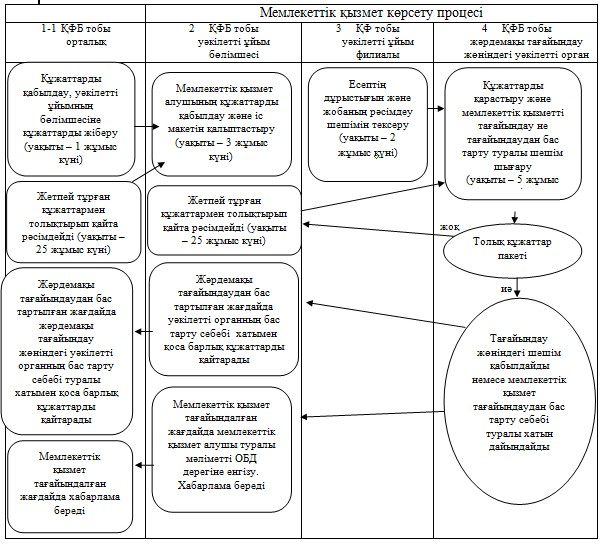 Мемлекеттік қызмет көрсету процесі
1-1 ҚФБ тобы
орталық
2 ҚФБ тобы
уәкілетті ұйым
бөлімшесі
3 ҚФ тобы
уәкілетті ұйым
филиалы
4 ҚФБ тобы
жәрдемақы тағайындау
жөніндегі уәкілетті орган
Құжаттарды
қабылдау, уәкілетті
ұйымның
бөлімшесіне
құжаттарды жіберу
(уақыты – 1 жұмыс
күні)
Мемлекеттік қызмет
алушының құжаттарды
қабылдау және іс
макетін қалыптастыру
(уақыты – 3 жұмыс
күні)
Есептің
дұрыстығын және
жобаның рәсімдеу
шешімін тексеру
(уақыты – 2
жұмыс күні)
Құжаттарды
қарастыру және
мемлекеттік қызметті
тағайындау не
тағайындаудан бас
тарту туралы шешім
шығару
(уақыты – 5 жұмыс
Жетпей тұрған
құжаттармен
толықтырып қайта
рәсімдейді (уақыты –
25 жұмыс күні)
Жетпей тұрған
құжаттармен толықтырып
қайта рәсімдейді (уақыты
– 25 жұмыс күні)
жоқ
Толық құжаттар
пакеті
иә
Жәрдемақы
тағайындаудан бас
тартылған жағдайда
жәрдемақы
тағайындау
жөніндегі уәкілетті
органның бас тарту
себебі туралы
хатымен қоса барлық
құжаттарды
қайтарады
Жәрдемақы
тағайындаудан бас
тартылған жағдайда
уәкілетті органның бас
тарту себебі хатымен
қоса барлық құжаттарды
қайтарады
Тағайындау
жөніндегі шешім
қабылдайды
немесе мемлекеттік
қызмет
тағайындаудан бас
тарту себебі
туралы хатын
дайындайды
Мемлекеттік қызмет
тағайындалған
жағдайда мемлекеттік
қызмет алушы туралы
мәліметті ОБД
дерегіне енгізу.
Хабарлама береді
Мемлекеттік
қызмет
тағайындалған
жағдайда хабарлама
береді